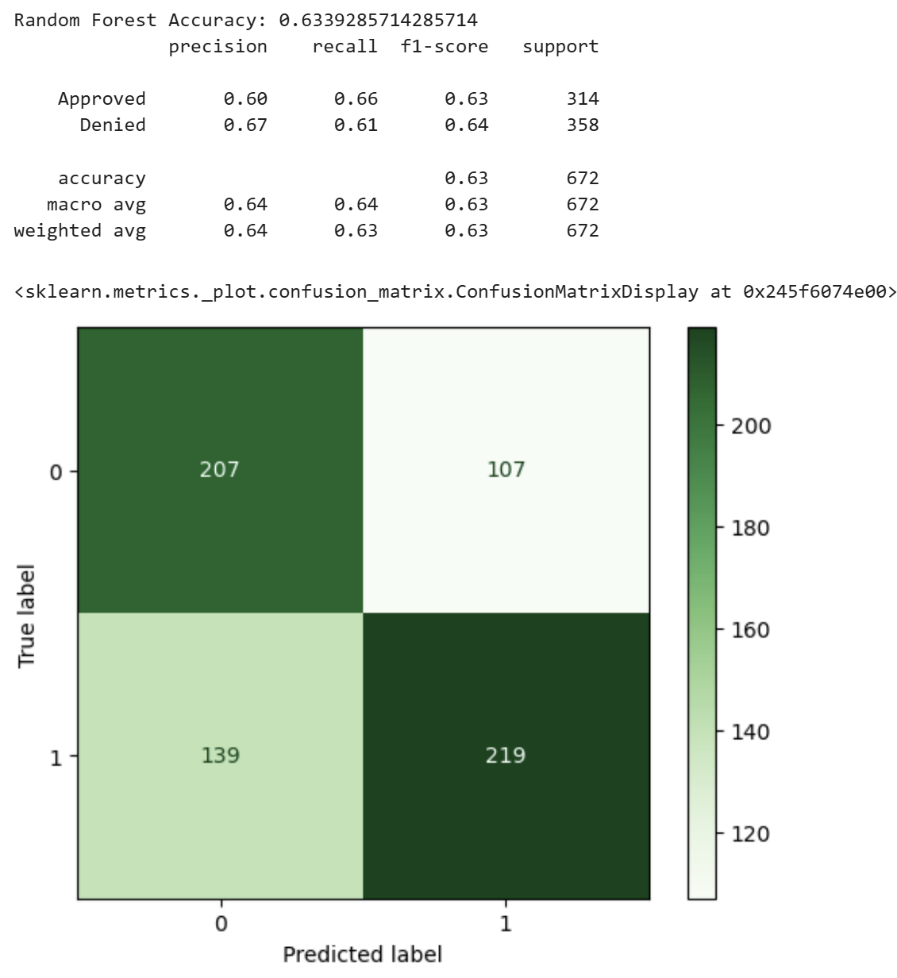 Random Forest Accuracy: 0.6339285714285714
precision recall f1-score support
Approved 0.60 0.66 0.63 314
Denied 0.67 0.61 0.64 358
accuracy 0.63 672
macro avg 0.64 0.64 0.63 672
weighted avg 0.64 0.63 0.63 672
<sklearn.metrics._plot.confusion_matrix.ConfusionMatrixDisplay at 0x245f6074e00>
200
0 207 107
180
True label
160
1 139 219
140
120
0 1
Predicted label